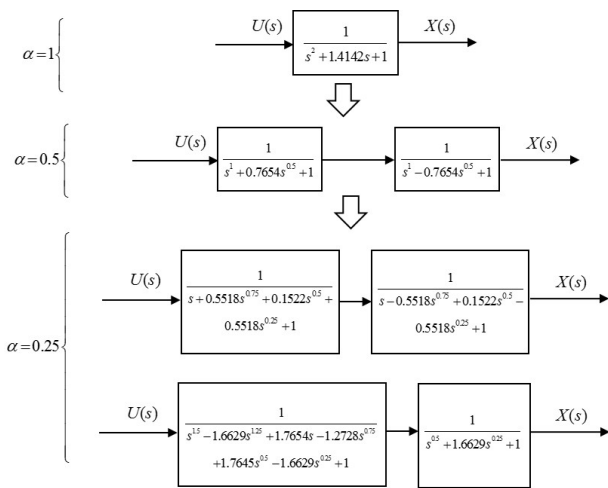 α=1
U(s)
1
s² + 1.4142s + 1
X(s)
α=0.5
U(s)
1
s¹ + 0.7654s^0.5 + 1
1
s¹ − 0.7654s^0.5 + 1
X(s)
α=0.25
U(s)
1
s + 0.5518s^0.75 + 0.1522s^0.5 +
0.5518s^0.25 + 1
1
s − 0.5518s^0.75 + 0.1522s^0.5 −
0.5518s^0.25 + 1
X(s)
U(s)
1
s^1.5 − 1.6629s^1.25 + 1.7654s − 1.2728s^0.75
+1.7645s^0.5 − 1.6629s^0.25 + 1
1
s^0.5 + 1.6629s^0.25 + 1
X(s)